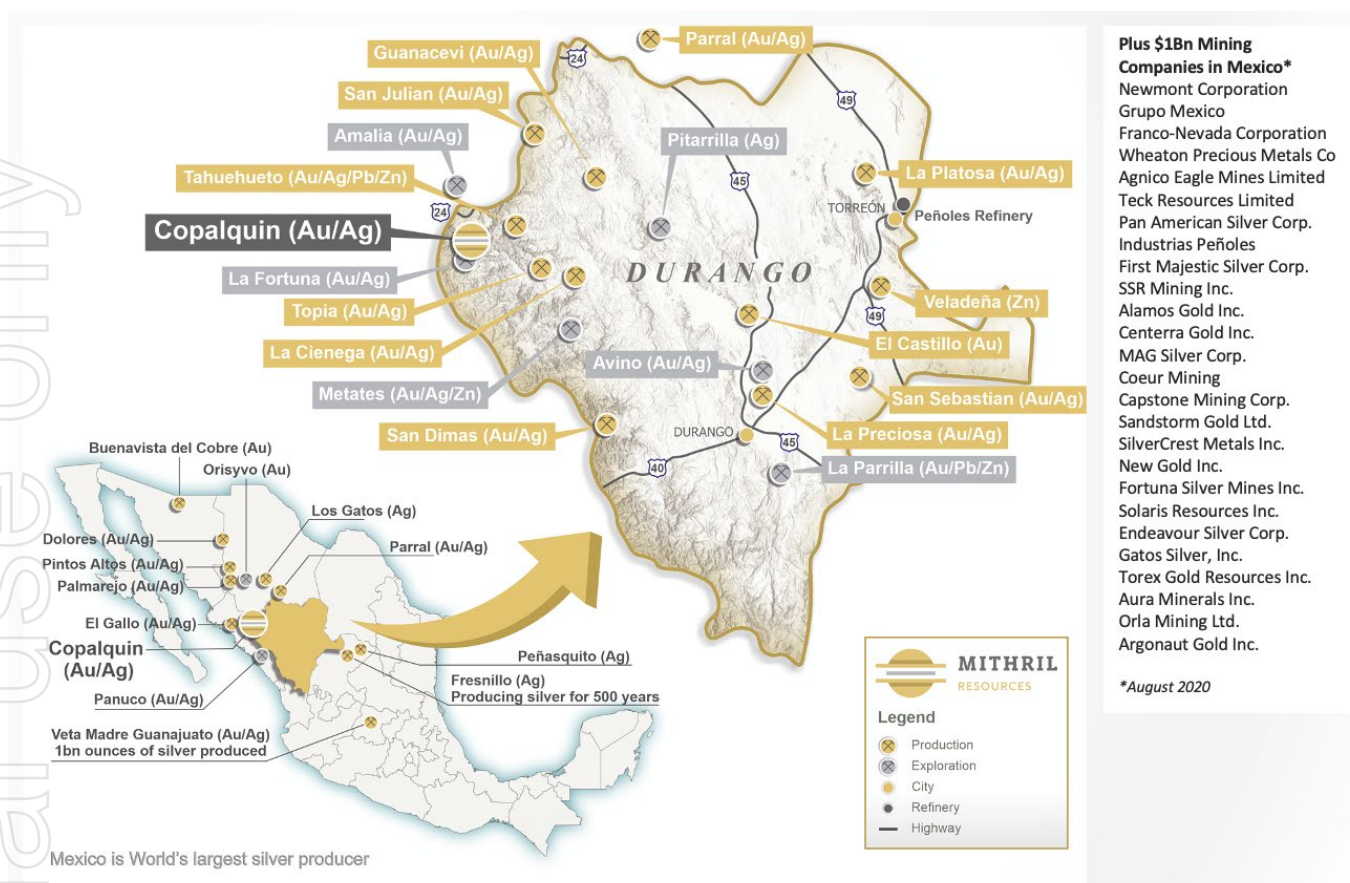 Parral (Au/Ag)
Guanacevi (Au/Ag)
24
San Julian (Au/Ag)
49
Amalia (Au/Ag)
Pitarrilla (Ag)
Tahuehueto (Au/Ag/Pb/Zn)
La Platosa (Au/Ag)
45
24
TORREÓN
Peñoles Refinery
Copalquin (Au/Ag)
La Fortuna (Au/Ag)
DURANGO
Topia (Au/Ag)
Veladeña (Zn)
49
La Cienega (Au/Ag)
El Castillo (Au)
Avino (Au/Ag)
Metates (Au/Ag/Zn)
San Sebastian (Au/Ag)
San Dimas (Au/Ag)
DURANGO
La Preciosa (Au/Ag)
45
40
La Parrilla (Au/Pb/Zn)
Buenavista del Cobre (Au)
Orisyvo (Au)
Los Gatos (Ag)
Dolores (Au/Ag)
Parral (Au/Ag)
Pintos Altos (Au/Ag)
Palmarejo (Au/Ag)
El Gallo (Au/Ag)
Copalquin
(Au/Ag)
Peñasquito (Ag)
Fresnillo (Ag)
Producing silver for 500 years
Panuco (Au/Ag)
Veta Madre Guanajuato (Au/Ag)
1bn ounces of silver produced
Mexico is World's largest silver producer
MITHRIL
RESOURCES
Legend
Production
Exploration
City
Refinery
Highway
Plus $1Bn Mining
Companies in Mexico*
Newmont Corporation
Grupo Mexico
Franco-Nevada Corporation
Wheaton Precious Metals Co
Agnico Eagle Mines Limited
Teck Resources Limited
Pan American Silver Corp.
Industrias Peñoles
First Majestic Silver Corp.
SSR Mining Inc.
Alamos Gold Inc.
Centerra Gold Inc.
MAG Silver Corp.
Coeur Mining
Capstone Mining Corp.
Sandstorm Gold Ltd.
SilverCrest Metals Inc.
New Gold Inc.
Fortuna Silver Mines Inc.
Solaris Resources Inc.
Endeavour Silver Corp.
Gatos Silver, Inc.
Torex Gold Resources Inc.
Aura Minerals Inc.
Orla Mining Ltd.
Argonaut Gold Inc.
*August 2020
use only